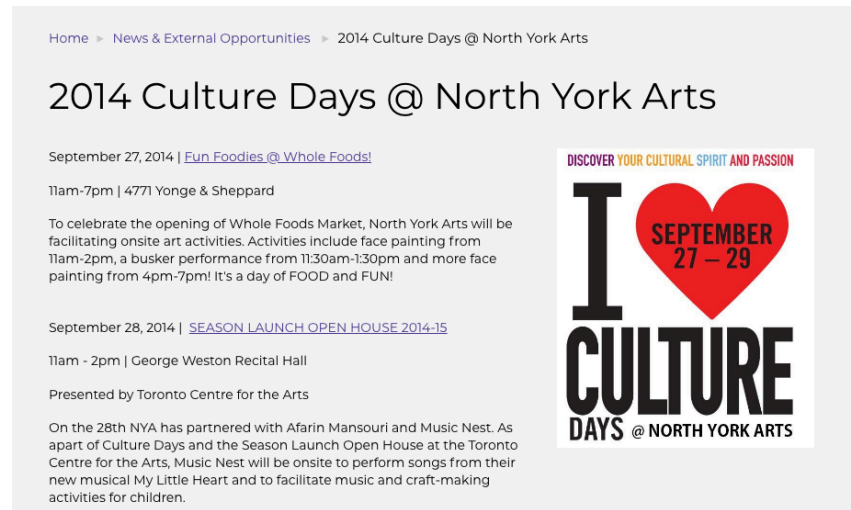 Home ▸ News & External Opportunities ▸ 2014 Culture Days @ North York Arts
2014 Culture Days @ North York Arts
September 27, 2014 | Fun Foodies @ Whole Foods!
11am-7pm | 4771 Yonge & Sheppard
To celebrate the opening of Whole Foods Market, North York Arts will be
facilitating onsite art activities. Activities include face painting from
11am-2pm, a busker performance from 11:30am-1:30pm and more face
painting from 4pm-7pm! It's a day of FOOD and FUN!
September 28, 2014 | SEASON LAUNCH OPEN HOUSE 2014-15
11am - 2pm | George Weston Recital Hall
Presented by Toronto Centre for the Arts
On the 28th NYA has partnered with Afarin Mansouri and Music Nest. As
apart of Culture Days and the Season Launch Open House at the Toronto
Centre for the Arts, Music Nest will be onsite to perform songs from their
new musical My Little Heart and to facilitate music and craft-making
activities for children.
DISCOVER YOUR CULTURAL SPIRIT AND PASSION
I
SEPTEMBER
27 – 29
CULTURE
DAYS @ NORTH YORK ARTS